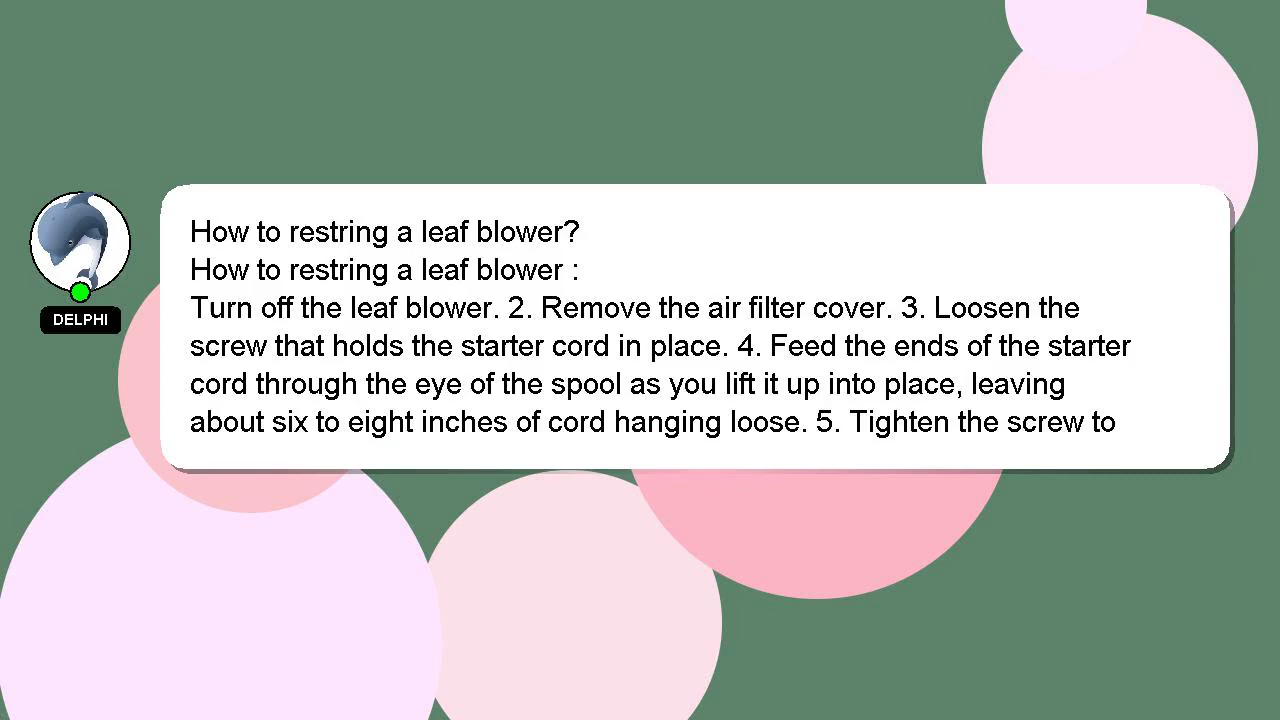 How to restring a leaf blower?
How to restring a leaf blower :
Turn off the leaf blower. 2. Remove the air filter cover. 3. Loosen the
screw that holds the starter cord in place. 4. Feed the ends of the starter
cord through the eye of the spool as you lift it up into place, leaving
about six to eight inches of cord hanging loose. 5. Tighten the screw to
DELPHI